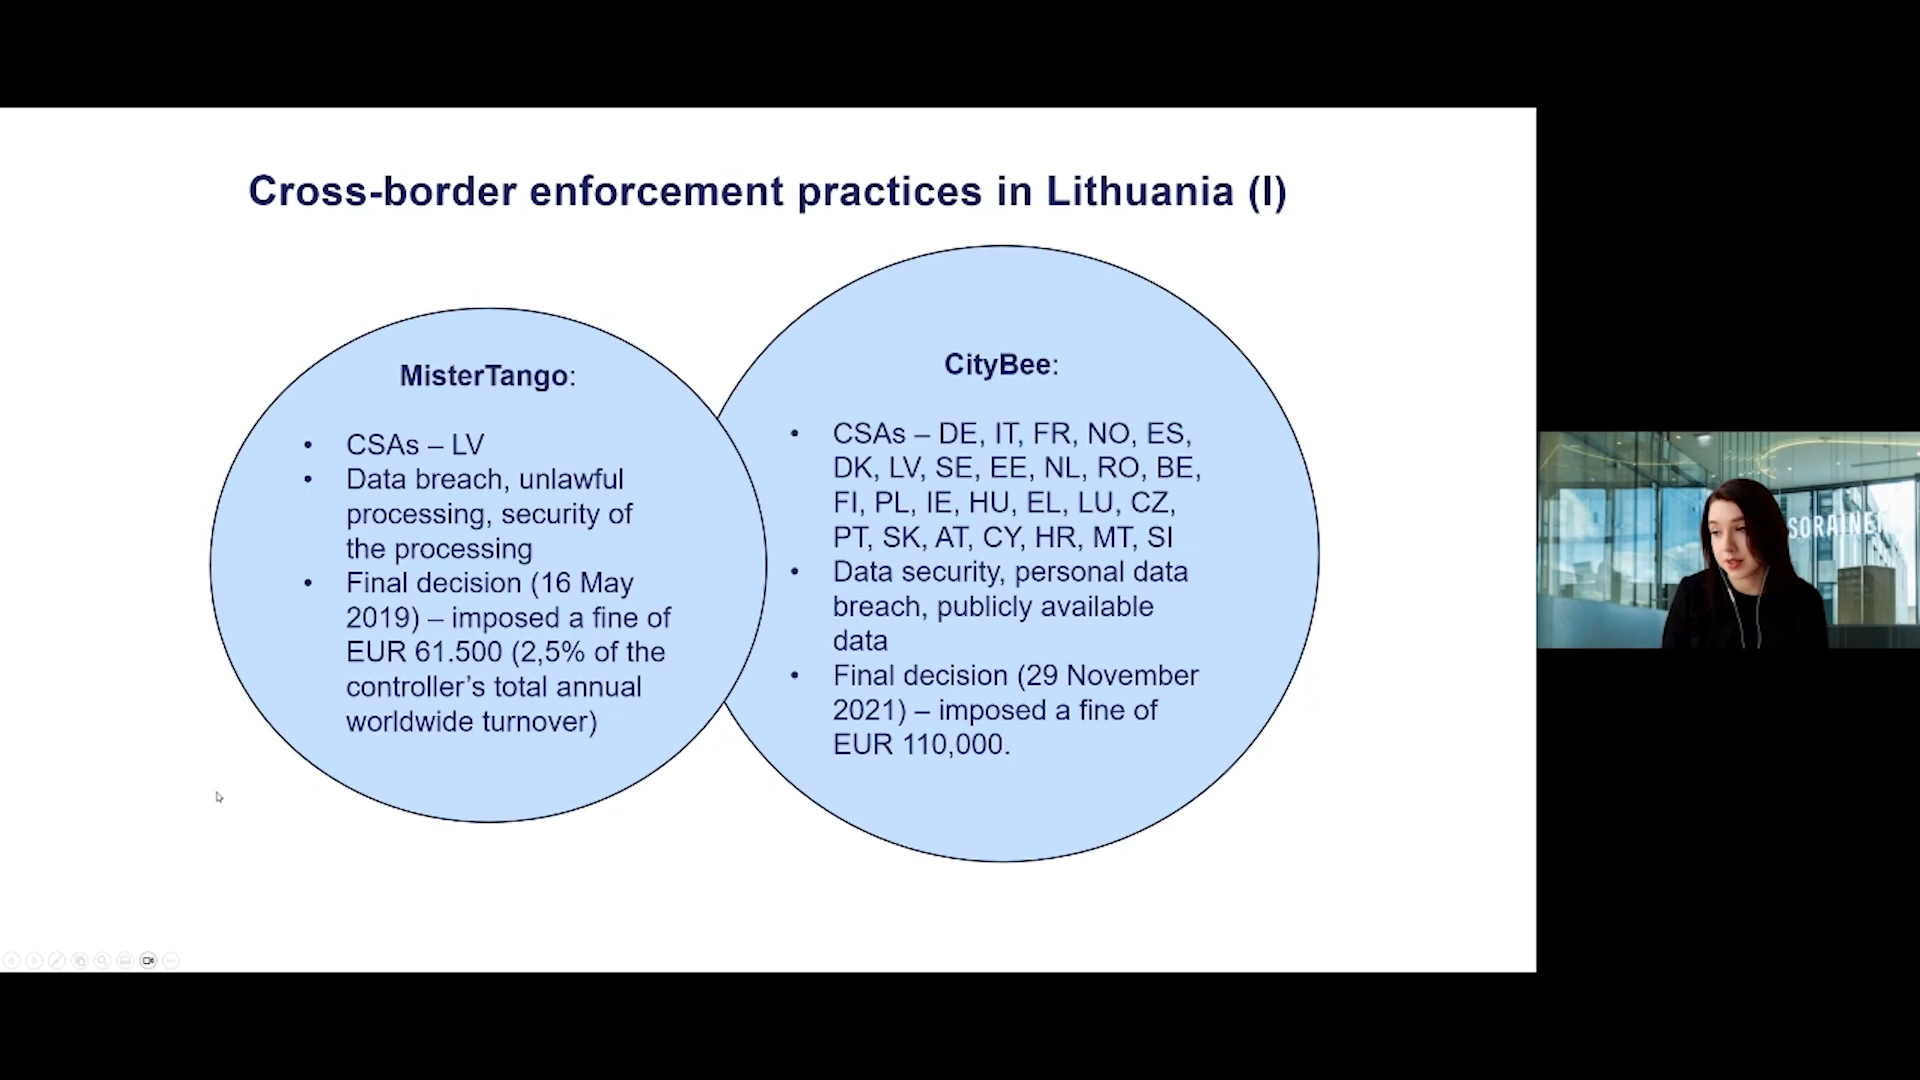 Cross-border enforcement practices in Lithuania (I)
MisterTango:
• CSAs – LV
• Data breach, unlawful
processing, security of
the processing
• Final decision (16 May
2019) – imposed a fine of
EUR 61.500 (2,5% of the
controller’s total annual
worldwide turnover)
CityBee:
• CSAs – DE, IT, FR, NO, ES,
DK, LV, SE, EE, NL, RO, BE,
FI, PL, IE, HU, EL, LU, CZ,
PT, SK, AT, CY, HR, MT, SI
• Data security, personal data
breach, publicly available
data
• Final decision (29 November
2021) – imposed a fine of
EUR 110,000.
SORAINE